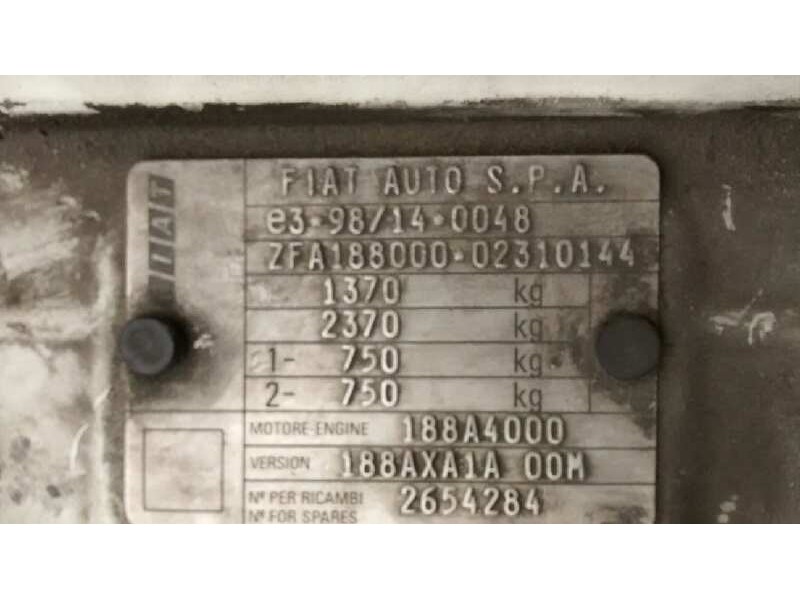 FIAT
FIAT AUTO S.P.A.
e3*98/14*0048
ZFA188000*02310144
1370 kg
2370 kg
1- 750 kg
2- 750 kg
MOTORE-ENGINE 188A4000
VERSION 188AXA1A 00M
Nº PER RICAMBI 2654284
Nº FOR SPARES